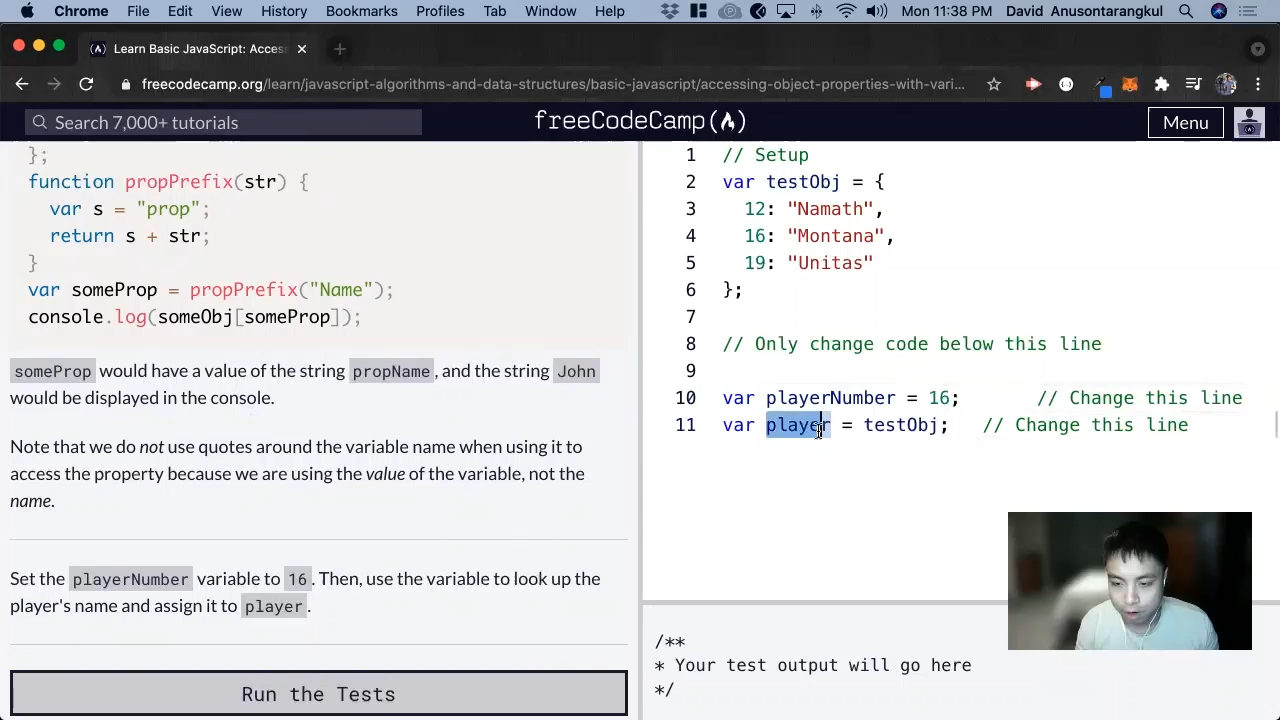 Chrome File Edit View History Bookmarks Profiles Tab Window Help Mon 11:38 PM David Anusontarangkul
Learn Basic JavaScript: Acces
freecodecamp.org/learn/javascript-algorithms-and-data-structures/basic-javascript/accessing-object-properties-with-vari...
Search 7,000+ tutorials
freeCodeCamp
Menu
};
function propPrefix(str) {
var s = "prop";
return s + str;
}
var someProp = propPrefix("Name");
console.log(someObj[someProp]);
someProp would have a value of the string propName, and the string John
would be displayed in the console.
Note that we do not use quotes around the variable name when using it to
access the property because we are using the value of the variable, not the
name.
Set the playerNumber variable to 16. Then, use the variable to look up the
player's name and assign it to player.
Run the Tests
1 // Setup
2 var testObj = {
3 12: "Namath",
4 16: "Montana",
5 19: "Unitas"
6 };
7
8 // Only change code below this line
9
10 var playerNumber = 16; // Change this line
11 var player = testObj; // Change this line
/**
* Your test output will go here
*/